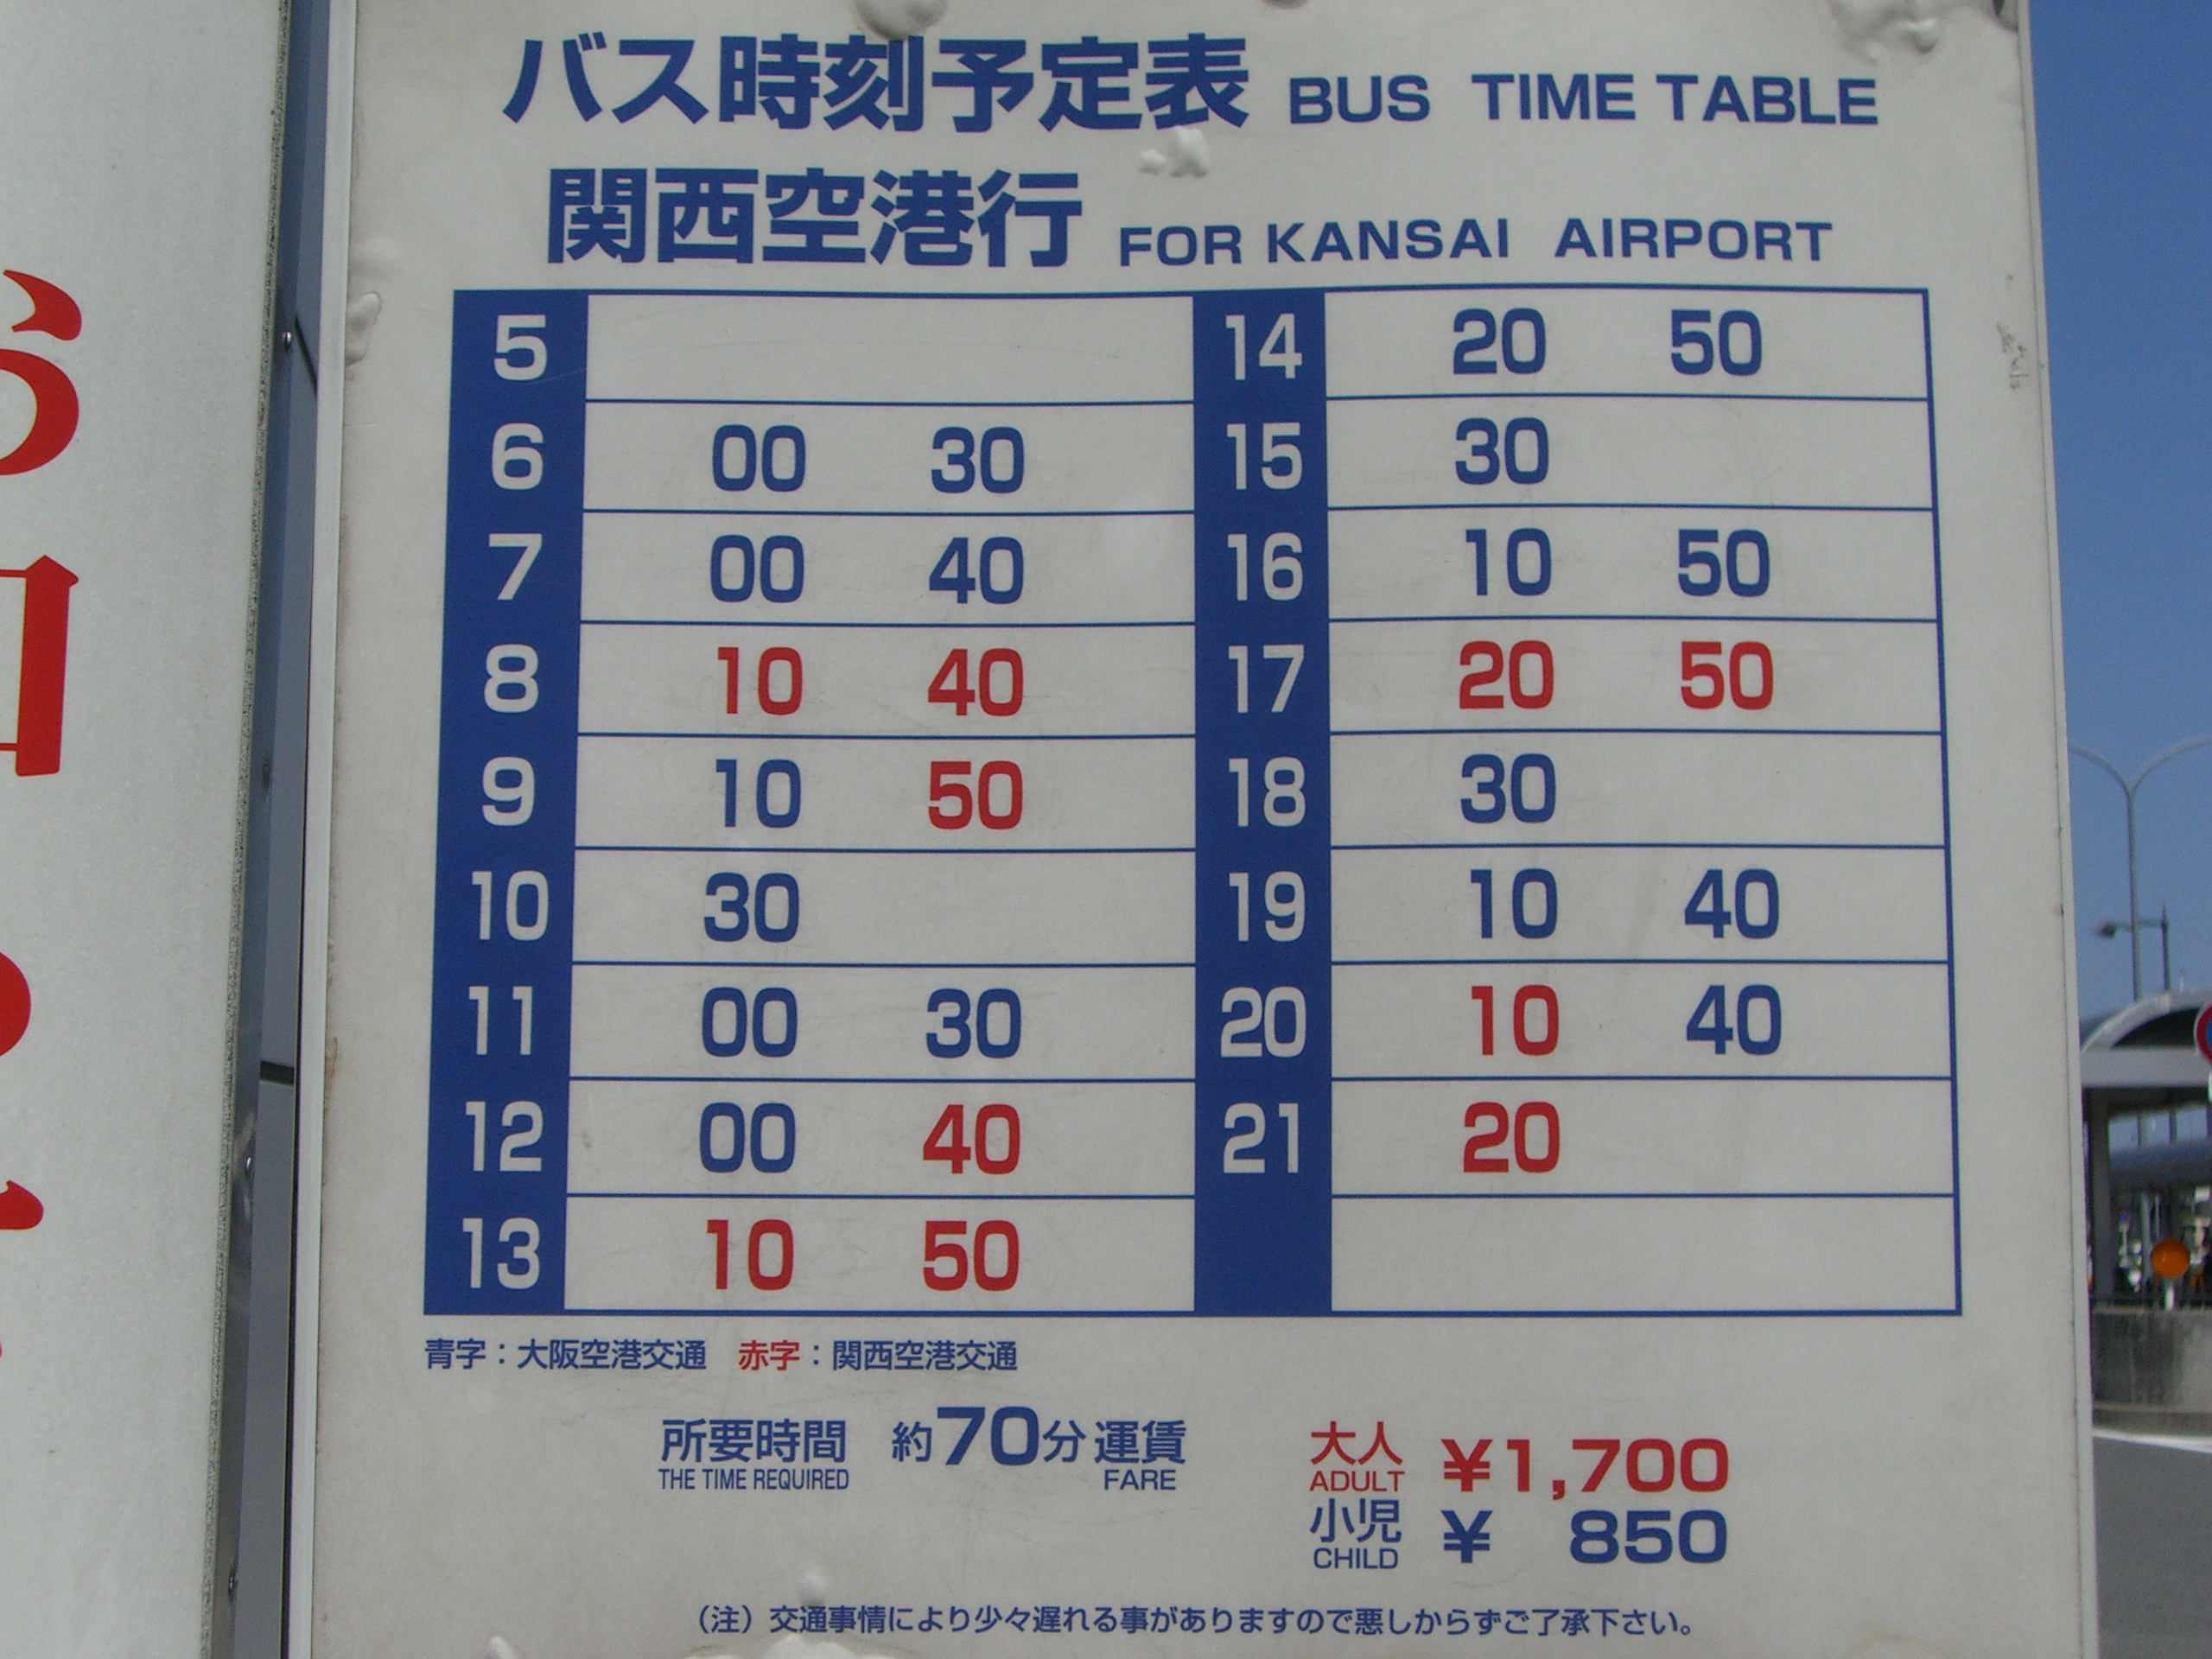 バス時刻予定表 BUS TIME TABLE
関西空港行 FOR KANSAI AIRPORT
5
6 00 30
7 00 40
8 10 40
9 10 50
10 30
11 00 30
12 00 40
13 10 50
14 20 50
15 30
16 10 50
17 20 50
18 30
19 10 40
20 10 40
21 20
青字：大阪空港交通 赤字：関西空港交通
所要時間 約70分 運賃 大人 ¥1,700
THE TIME REQUIRED FARE ADULT
小児 ¥ 850
CHILD
（注）交通事情により少々遅れる事がありますので悪しからずご了承下さい。